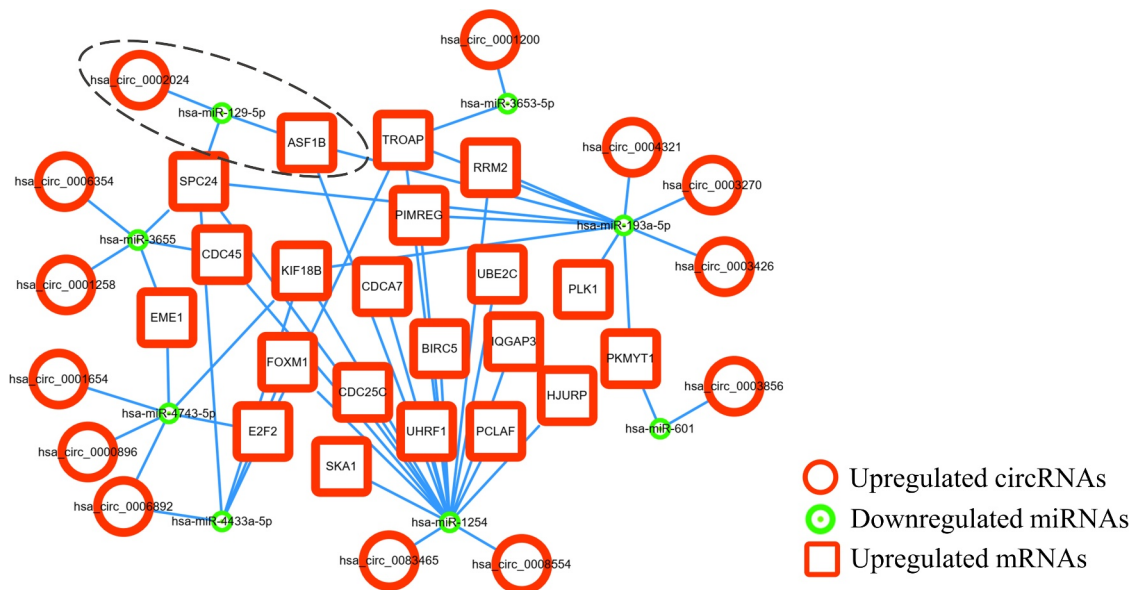 hsa_circ_0001200
hsa_circ_0002024
hsa-miR-3653-5p
hsa-miR-129-5p
ASF1B
TROAP
hsa_circ_0004321
RRM2
hsa_circ_0006354
SPC24
hsa_circ_0003270
PIMREG
hsa-miR-193a-5p
hsa-miR-3655
CDC45
KIF18B
UBE2C
hsa_circ_0003426
hsa_circ_0001258
CDCA7
PLK1
EME1
BIRC5
IQGAP3
PKMYT1
FOXM1
hsa_circ_0001654
CDC25C
HJURP
hsa_circ_0003856
hsa-miR-4743-5p
E2F2
UHRF1
PCLAF
hsa-miR-601
hsa_circ_0000896
SKA1
Upregulated circRNAs
hsa_circ_0006892
hsa-miR-4433a-5p
hsa-miR-1254
Downregulated miRNAs
hsa_circ_0083465
hsa_circ_0008554
Upregulated mRNAs